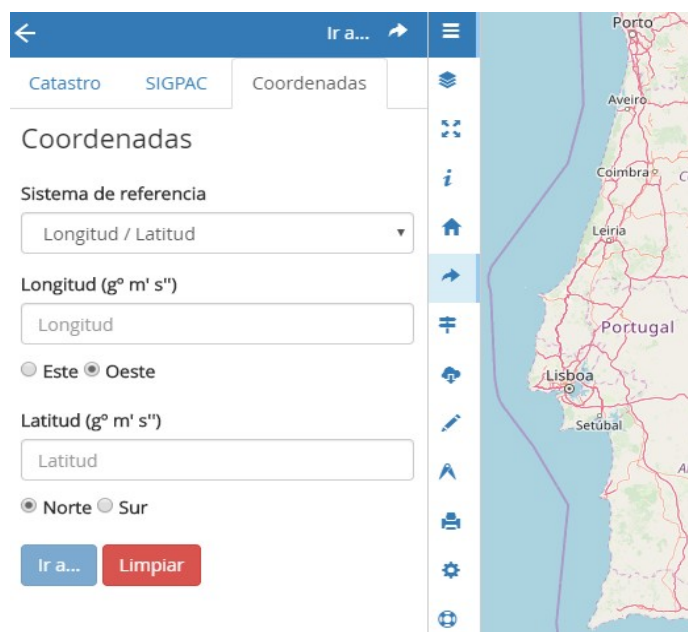 Ir a...
Catastro SIGPAC Coordenadas
Coordenadas
Sistema de referencia
Longitud / Latitud
Longitud (gº m' s'')
Longitud
Este Oeste
Latitud (gº m' s'')
Latitud
Norte Sur
Ir a... Limpiar
Porto
Aveiro
Coimbra
Leiria
Portugal
Lisboa
Setúbal